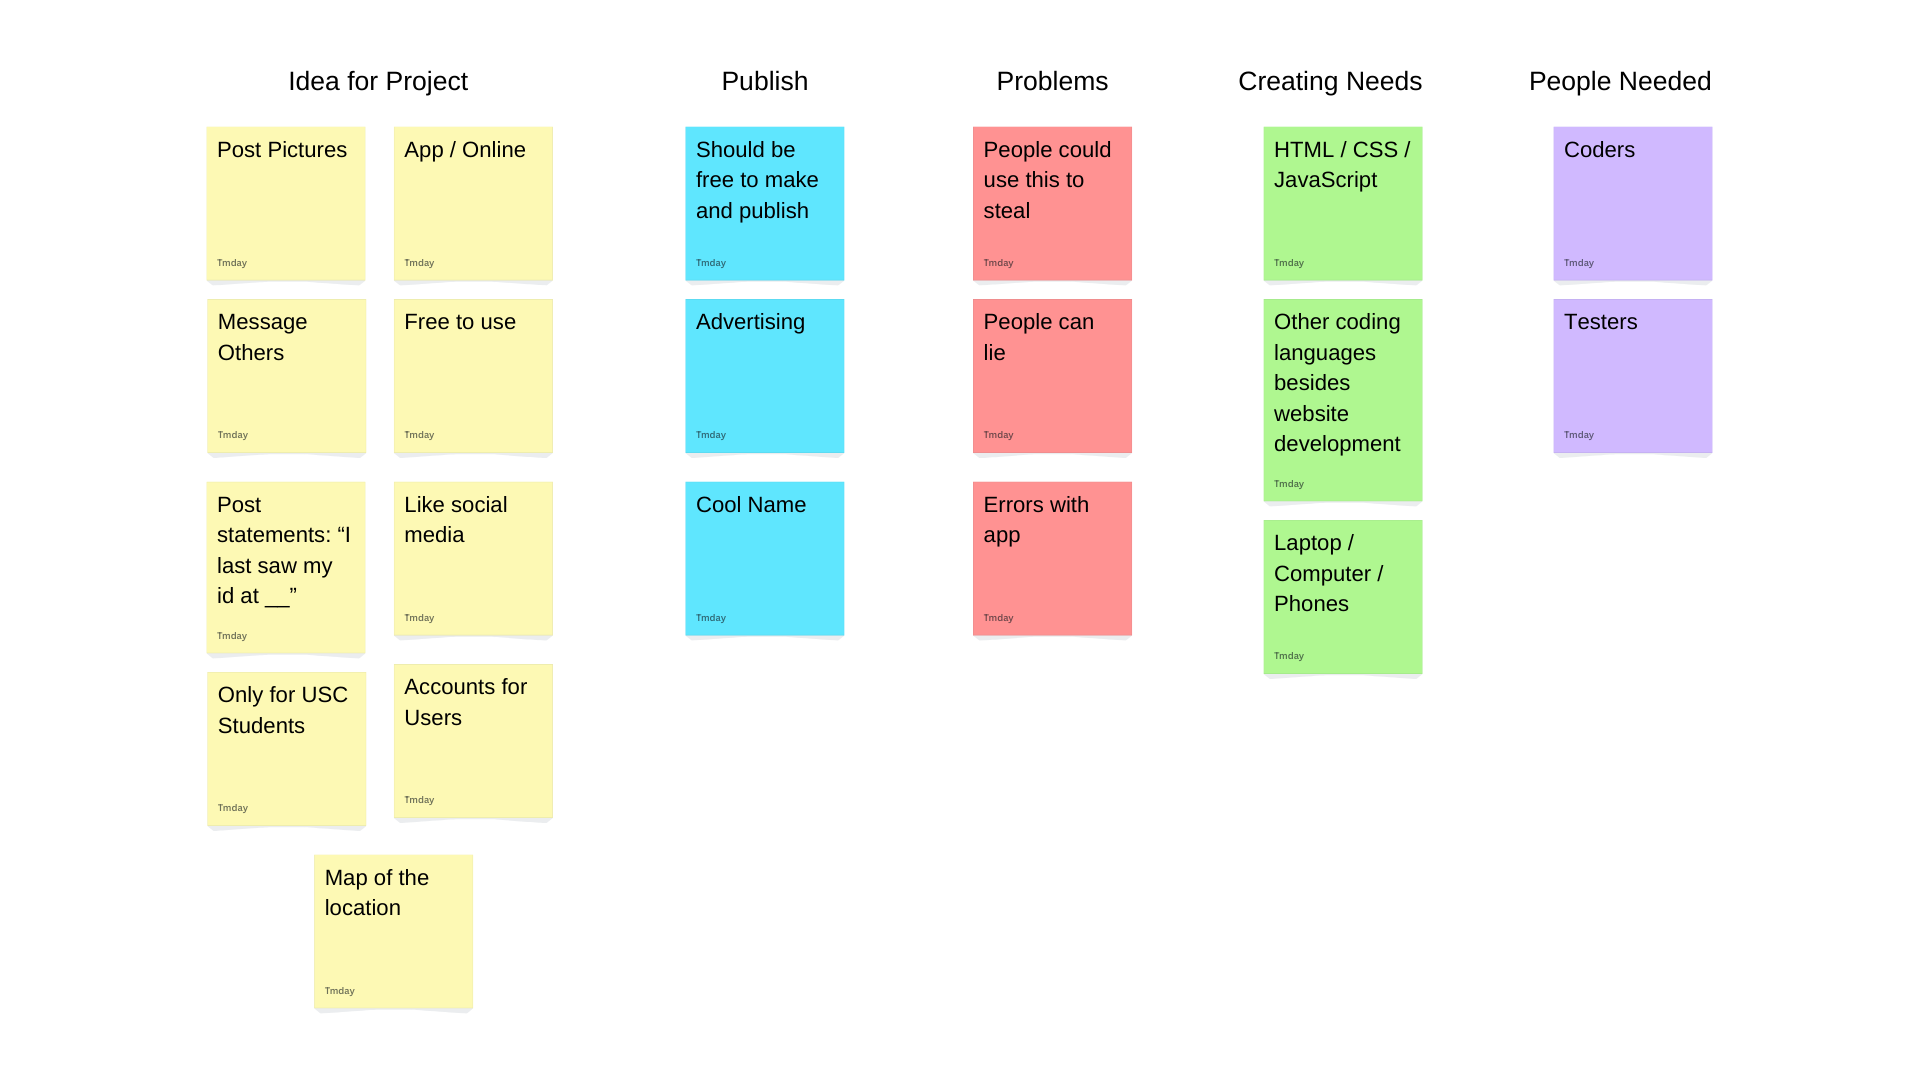 Idea for Project
Publish
Problems
Creating Needs
People Needed
Post Pictures
Tmday
App / Online
Tmday
Message
Others
Tmday
Free to use
Tmday
Post
statements: “I
last saw my
id at __”
Tmday
Like social
media
Tmday
Only for USC
Students
Tmday
Accounts for
Users
Tmday
Map of the
location
Tmday
Should be
free to make
and publish
Tmday
Advertising
Tmday
Cool Name
Tmday
People could
use this to
steal
Tmday
People can
lie
Tmday
Errors with
app
Tmday
HTML / CSS /
JavaScript
Tmday
Other coding
languages
besides
website
development
Tmday
Laptop /
Computer /
Phones
Tmday
Coders
Tmday
Testers
Tmday